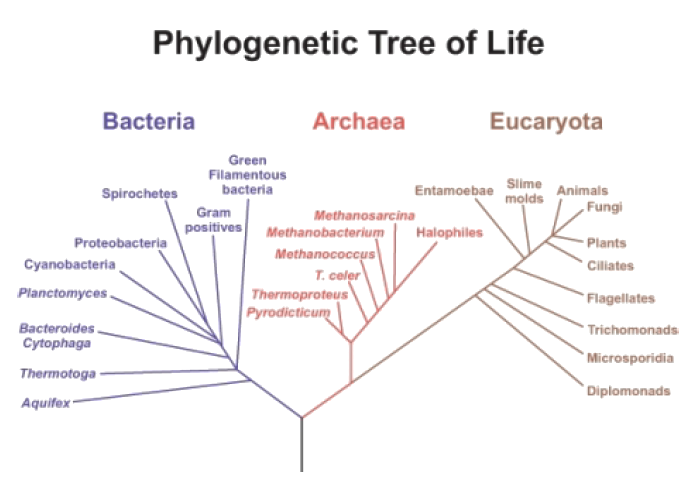 Phylogenetic Tree of Life
Bacteria
Archaea
Eucaryota
Green
Filamentous
bacteria
Spirochetes
Gram
positives
Proteobacteria
Cyanobacteria
Planctomyces
Bacteroides
Cytophaga
Thermotoga
Aquifex
Methanosarcina
Methanobacterium
Halophiles
Methanococcus
T. celer
Thermoproteus
Pyrodicticum
Entamoebae
Slime
molds
Animals
Fungi
Plants
Ciliates
Flagellates
Trichomonads
Microsporidia
Diplomonads